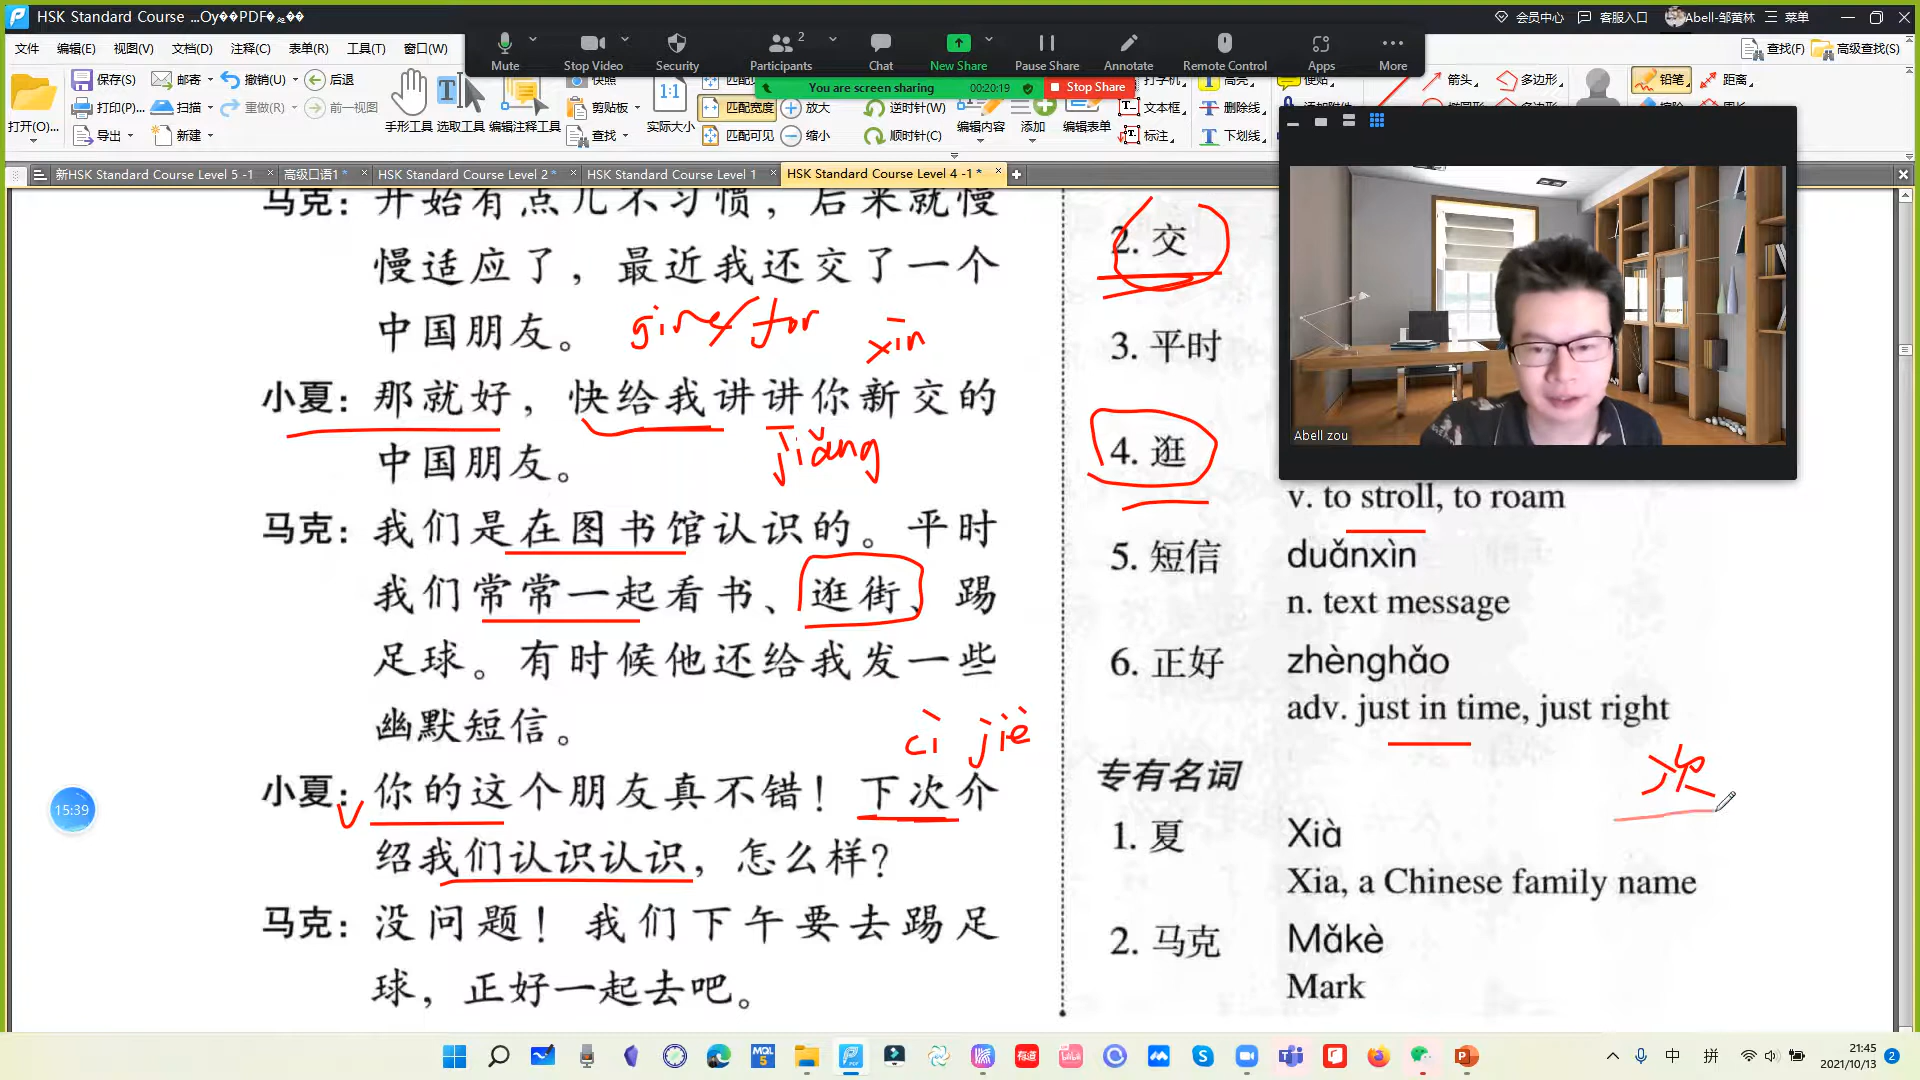 HSK Standard Course ...Oy��PDF�
会员中心 客服入口 Abell-邹黄林 菜单
文件 编辑(E) 视图(V) 文档(D) 注释(C) 表单(R) 工具(T) 窗口(W)
Mute Stop Video Security Participants 2 Chat New Share Pause Share Annotate Remote Control Apps More
查找(F) 高级查找(S)
You are screen sharing 00:20:19 Stop Share
打开(O)...
保存(S) 邮寄 撤销(U) 后退
打印(P)... 扫描 重做(R) 前一视图
导出 新建
手形工具 选取工具 编辑注释工具
快照
剪贴板
查找
1:1
实际大小
匹配宽度 放大 逆时针(W)
匹配可见 缩小 顺时针(C)
编辑内容 添加 编辑表单
打字机
文本框
标注
高亮
删除线
下划线
箭头 多边形
铅笔 距离
新HSK Standard Course Level 5 -1
高级口语1 *
HSK Standard Course Level 2 *
HSK Standard Course Level 1
HSK Standard Course Level 4 -1 *
马克：开始有点儿不习惯，后来就慢
慢适应了，最近我还交了一个
中国朋友。
give/for
xīn
小夏：那就好，快给我讲讲你新交的
中国朋友。
jiǎng
马克：我们是在图书馆认识的。平时
我们常常一起看书、逛街、踢
足球。有时候他还给我发一些
幽默短信。
cì jiè
小夏：你的这个朋友真不错！下次介
绍我们认识认识，怎么样？
马克：没问题！我们下午要去踢足
球，正好一起去吧。
15:39
2. 交
3. 平时
4. 逛
v. to stroll, to roam
5. 短信 duǎnxìn
n. text message
6. 正好 zhènghǎo
adv. just in time, just right
次
专有名词
1. 夏 Xià
Xia, a Chinese family name
2. 马克 Mǎkè
Mark
Abell zou
MQL 5
中 拼
21:45
2021/10/13
2